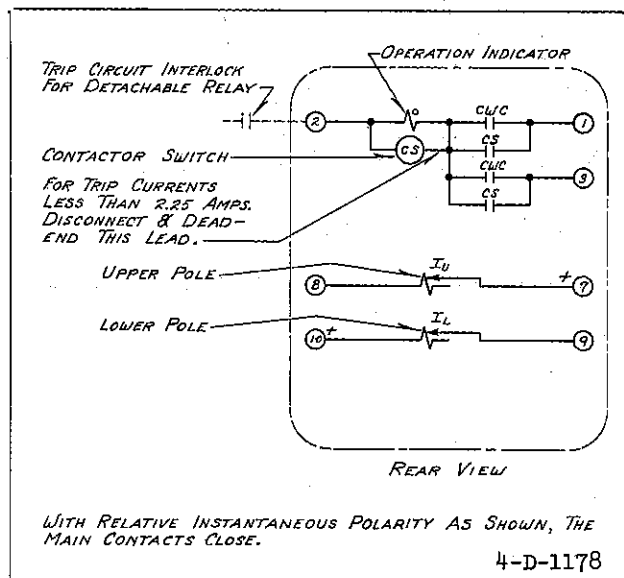 OPERATION INDICATOR
TRIP CIRCUIT INTERLOCK
FOR DETACHABLE RELAY
2
CWC
1
CS
CS
CONTACTOR SWITCH
CWC
3
CS
FOR TRIP CURRENTS
LESS THAN 2.25 AMPS.
DISCONNECT & DEAD-
END THIS LEAD.
UPPER POLE
IU
8
+
7
LOWER POLE
IL
10
+
9
REAR VIEW
WITH RELATIVE INSTANTANEOUS POLARITY AS SHOWN, THE
MAIN CONTACTS CLOSE.
4-D-1178